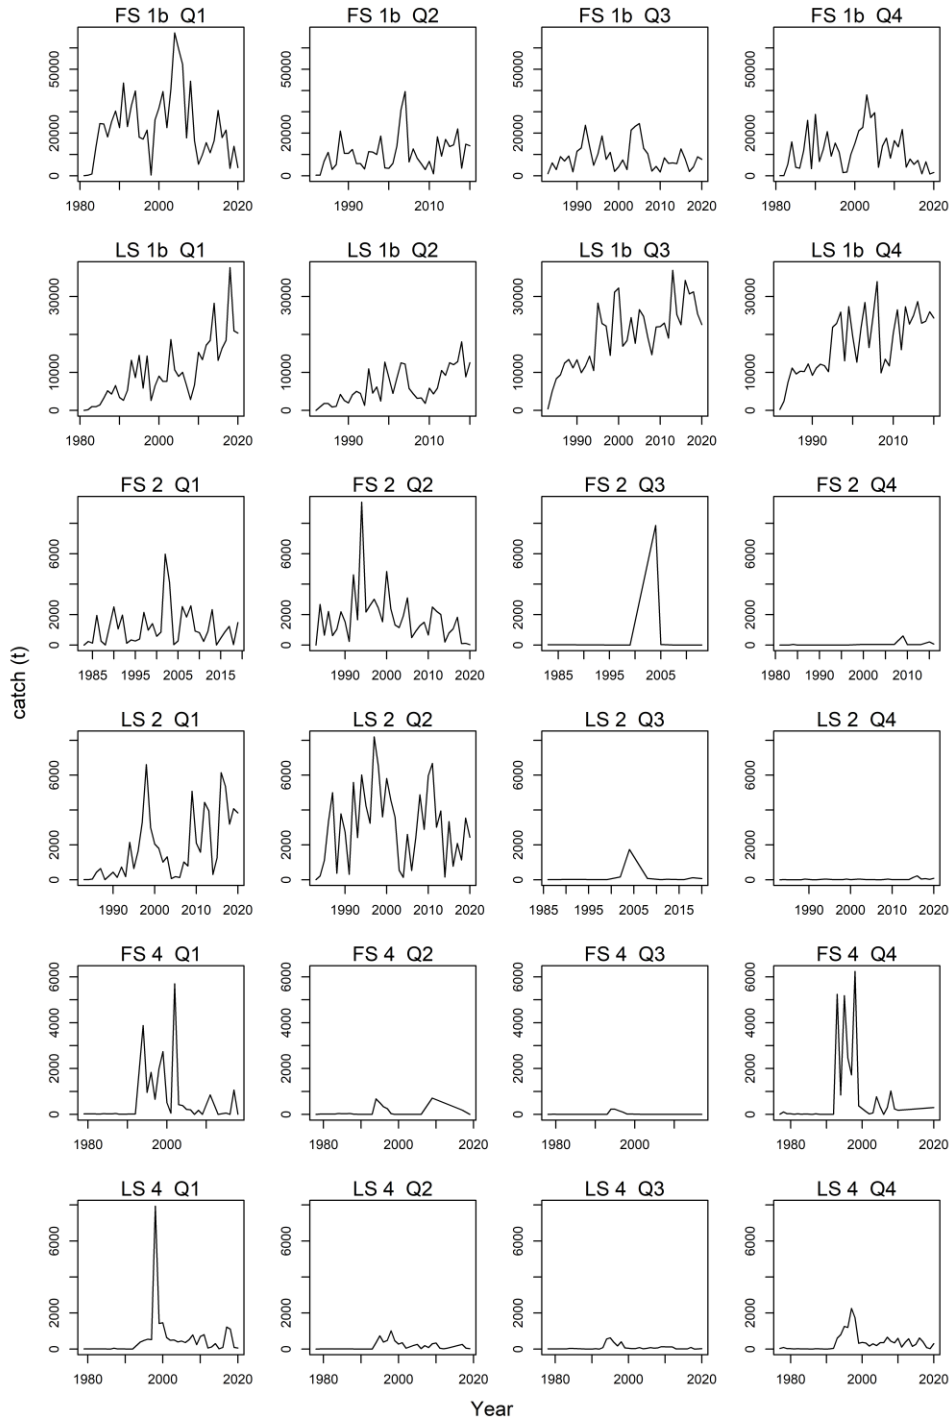 FS 1b Q1
0 20000 50000
1980 2000 2020
FS 1b Q2
0 20000 50000
1990 2000 2010
FS 1b Q3
0 20000 50000
1990 2000 2010 2020
FS 1b Q4
0 20000 50000
1980 2000 2020
LS 1b Q1
0 10000 30000
1980 2000 2020
LS 1b Q2
0 10000 30000
1990 2000 2010
LS 1b Q3
0 10000 30000
1990 2000 2010 2020
LS 1b Q4
0 10000 30000
1990 2000 2010
FS 2 Q1
0 2000 6000
1985 1995 2005 2015
FS 2 Q2
0 2000 6000
1990 2000 2010 2020
FS 2 Q3
0 2000 6000
1985 1995 2005
FS 2 Q4
0 2000 6000
1980 1990 2000 2010
catch (t)
LS 2 Q1
0 2000 6000
1990 2000 2010 2020
LS 2 Q2
0 2000 6000
1990 2000 2010 2020
LS 2 Q3
0 2000 6000
1985 1995 2005 2015
LS 2 Q4
0 2000 6000
1990 2000 2010 2020
FS 4 Q1
0 2000 4000 6000
1980 2000
FS 4 Q2
0 2000 4000 6000
1980 2000 2020
FS 4 Q3
0 2000 4000 6000
1980 2000
FS 4 Q4
0 2000 4000 6000
1980 2000 2020
LS 4 Q1
0 2000 6000
1980 2000 2020
LS 4 Q2
0 2000 6000
1980 2000 2020
LS 4 Q3
0 2000 6000
1980 2000 2020
LS 4 Q4
0 2000 6000
1980 2000 2020
Year